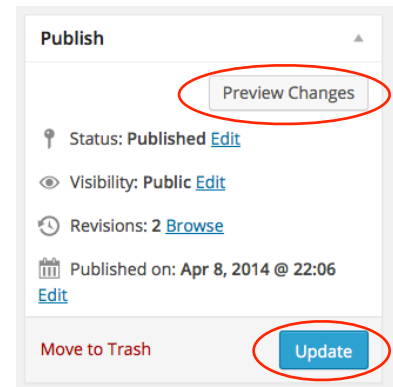 Publish
Preview Changes
Status: Published Edit
Visibility: Public Edit
Revisions: 2 Browse
Published on: Apr 8, 2014 @ 22:06
Edit
Move to Trash
Update